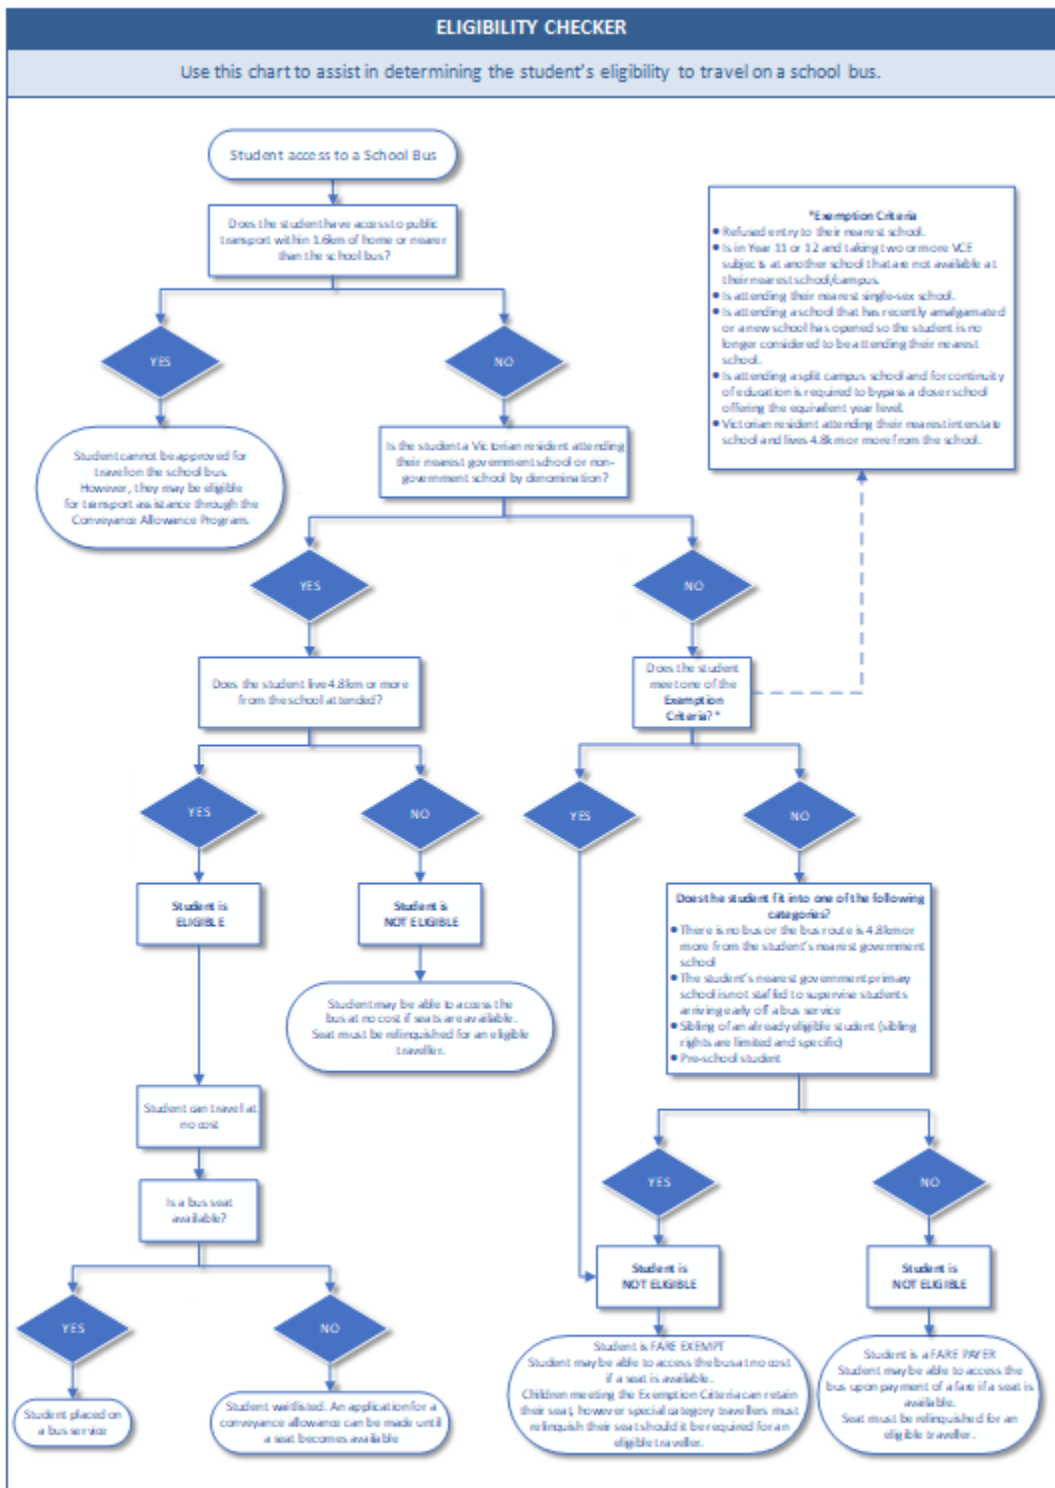 ELIGIBILITY CHECKER
Use this chart to assist in determining the student's eligibility to travel on a school bus.
Student access to a School Bus
Does the student have access to public
transport within 1.6km of home or nearer
than the school bus?
*Exemption Criteria
● Refused entry to their nearest school.
● Is in Year 11 or 12 and taking two or more VCE
subjects at another school that are not available at
their nearest school/campus.
● Is attending their nearest single-sex school.
● Is attending a school that has recently amalgamated
or a new school has opened so the student is no
longer considered to be attending their nearest
school.
● Is attending a split campus school and for continuity
of education is required to bypass a closer school
offering the equivalent year level.
● Victorian resident attending their nearest interstate
school and lives 4.8km or more from the school.
YES
NO
Student cannot be approved for
travel on the school bus.
However, they may be eligible
for transport assistance through the
Conveyance Allowance Program.
Is the student a Victorian resident attending
their nearest government school or non-
government school by denomination?
YES
NO
Does the student live 4.8km or more
from the school attended?
Does the student
meet one of the
Exemption
Criteria?*
YES
NO
YES
NO
Student is
ELIGIBLE
Student is
NOT ELIGIBLE
Does the student fit into one of the following
categories?
● There is no bus or the bus route is 4.8km or
more from the student's nearest government
school
● The student's nearest government primary
school is not staffed to supervise students
arriving early off a bus service
● Sibling of an already eligible student (sibling
rights are limited and specific)
● Pre-school student
Student may be able to access the
bus at no cost if seats are available.
Seat must be relinquished for an eligible
traveller.
Student can travel at
no cost
Is a bus seat
available?
YES
NO
YES
NO
Student is
NOT ELIGIBLE
Student is
NOT ELIGIBLE
Student placed on
a bus service
Student waitlisted. An application for a
conveyance allowance can be made until
a seat becomes available
Student is FARE EXEMPT
Student may be able to access the bus at no cost
if a seat is available.
Children meeting the Exemption Criteria can retain
their seat, however special category travellers must
relinquish their seat should it be required for an
eligible traveller.
Student is a FARE PAYER
Student may be able to access the
bus upon payment of a fare if a seat is
available.
Seat must be relinquished for an
eligible traveller.